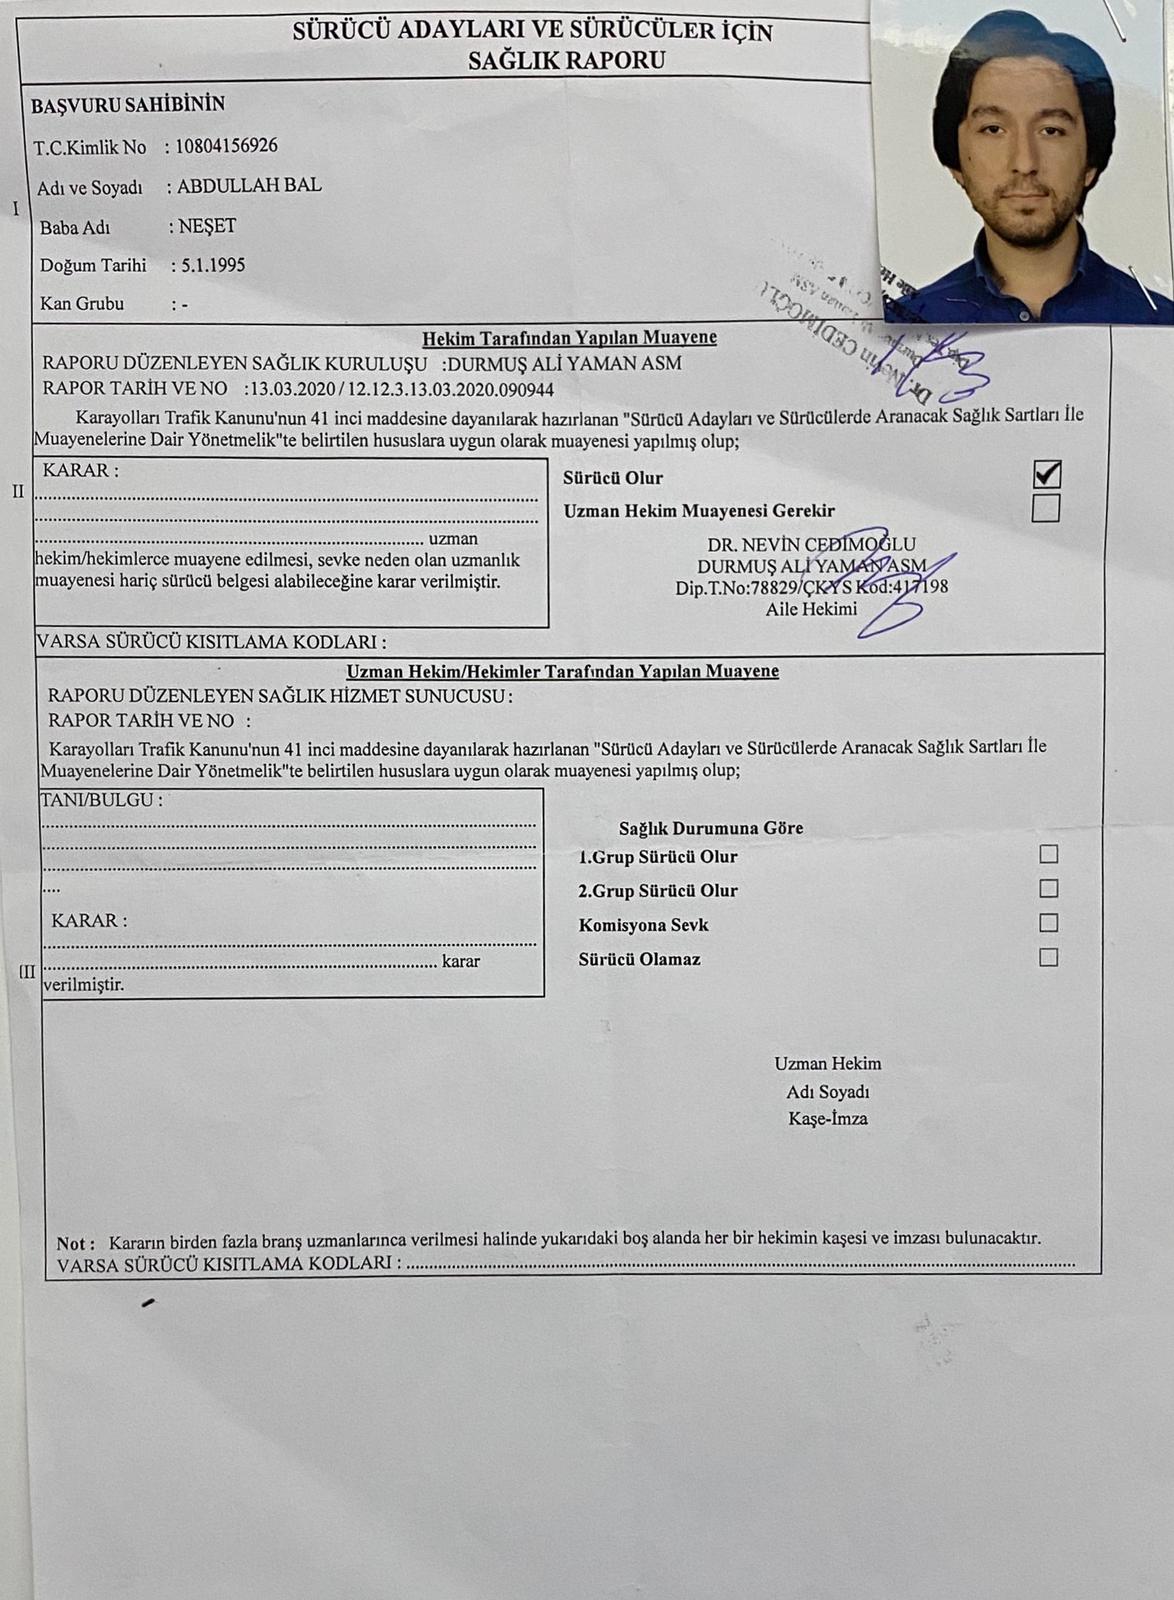 SÜRÜCÜ ADAYLARI VE SÜRÜCÜLER İÇİN
SAĞLIK RAPORU
BAŞVURU SAHİBİNİN
T.C.Kimlik No : 10804156926
Adı ve Soyadı : ABDULLAH BAL
I
Baba Adı : NEŞET
Doğum Tarihi : 5.1.1995
Kan Grubu : -
Dr. Nevin CEDİMOĞLU
Hekim Tarafından Yapılan Muayene
RAPORU DÜZENLEYEN SAĞLIK KURULUŞU :DURMUŞ ALİ YAMAN ASM
RAPOR TARİH VE NO :13.03.2020 / 12.12.3.13.03.2020.090944
Karayolları Trafik Kanunu'nun 41 inci maddesine dayanılarak hazırlanan "Sürücü Adayları ve Sürücülerde Aranacak Sağlık Sartları İle
Muayenelerine Dair Yönetmelik"te belirtilen hususlara uygun olarak muayenesi yapılmış olup;
II
KARAR :
uzman
hekim/hekimlerce muayene edilmesi, sevke neden olan uzmanlık
muayenesi hariç sürücü belgesi alabileceğine karar verilmiştir.
Sürücü Olur
Uzman Hekim Muayenesi Gerekir
DR. NEVİN CEDİMOĞLU
DURMUŞ ALİ YAMAN ASM
Dip.T.No:78829/ÇKYS Kod:417198
Aile Hekimi
VARSA SÜRÜCÜ KISITLAMA KODLARI :
Uzman Hekim/Hekimler Tarafından Yapılan Muayene
RAPORU DÜZENLEYEN SAĞLIK HİZMET SUNUCUSU :
RAPOR TARİH VE NO :
Karayolları Trafik Kanunu'nun 41 inci maddesine dayanılarak hazırlanan "Sürücü Adayları ve Sürücülerde Aranacak Sağlık Sartları İle
Muayenelerine Dair Yönetmelik"te belirtilen hususlara uygun olarak muayenesi yapılmış olup;
TANI/BULGU :
....
KARAR :
III
karar
verilmiştir.
Sağlık Durumuna Göre
1.Grup Sürücü Olur
2.Grup Sürücü Olur
Komisyona Sevk
Sürücü Olamaz
Uzman Hekim
Adı Soyadı
Kaşe-İmza
Not : Kararın birden fazla branş uzmanlarınca verilmesi halinde yukarıdaki boş alanda her bir hekimin kaşesi ve imzası bulunacaktır.
VARSA SÜRÜCÜ KISITLAMA KODLARI :